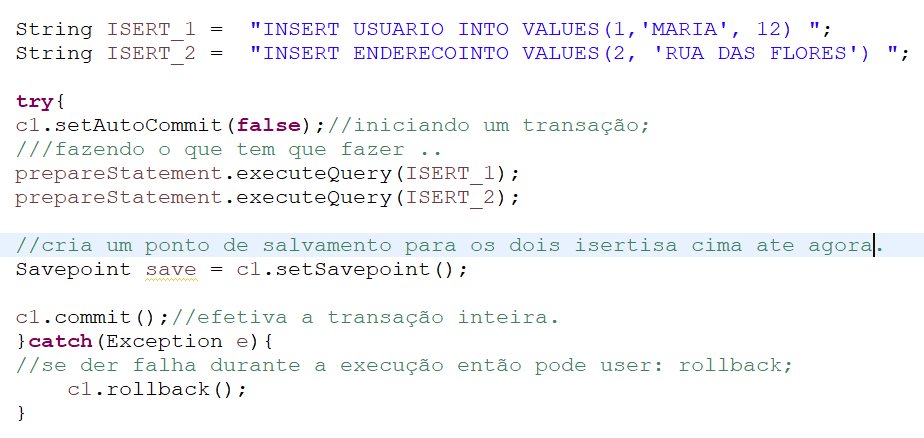 String ISERT_1 =  "INSERT USUARIO INTO VALUES(1,'MARIA', 12) ";
String ISERT_2 =  "INSERT ENDERECOINTO VALUES(2, 'RUA DAS FLORES') ";
try{
c1.setAutoCommit(false);//iniciando um transação;
///fazendo o que tem que fazer ..
prepareStatement.executeQuery(ISERT_1);
prepareStatement.executeQuery(ISERT_2);
//cria um ponto de salvamento para os dois isertisa cima ate agora.
Savepoint save = c1.setSavepoint();
c1.commit();//efetiva a transação inteira.
}catch(Exception e){
//se der falha durante a execução então pode user: rollback;
    c1.rollback();
}